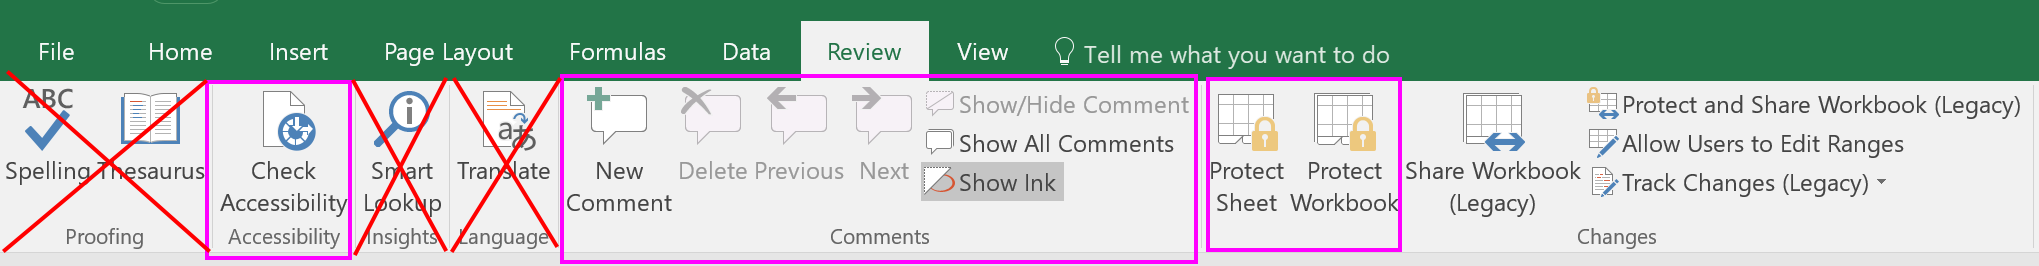 File Home Insert Page Layout Formulas Data Review View Tell me what you want to do
ABC
Spelling Thesaurus
Proofing
Check
Accessibility
Accessibility
Smart
Lookup
Insights
aあ
Translate
Language
New
Comment
Delete Previous Next
Show/Hide Comment
Show All Comments
Show Ink
Comments
Protect
Sheet
Protect
Workbook
Share Workbook
(Legacy)
Protect and Share Workbook (Legacy)
Allow Users to Edit Ranges
Track Changes (Legacy)
Changes